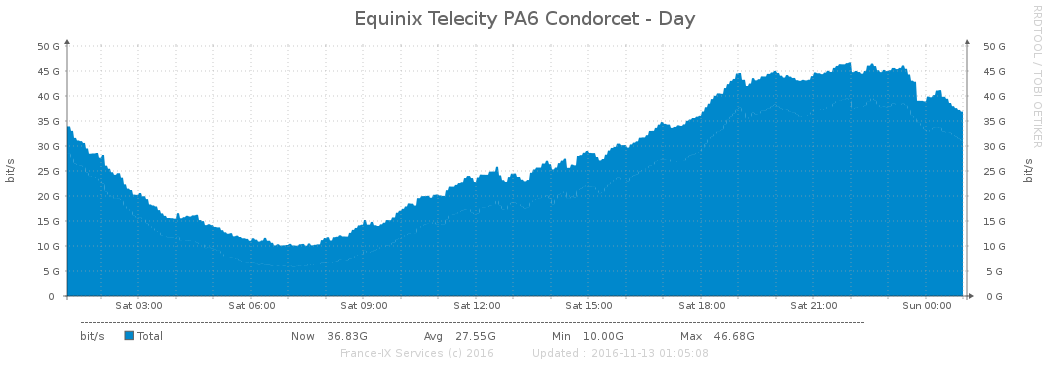 Equinix Telecity PA6 Condorcet - Day
RRDTOOL / TOBI OETIKER
50 G 50 G
45 G 45 G
40 G 40 G
35 G 35 G
30 G 30 G
25 G 25 G
20 G 20 G
15 G 15 G
10 G 10 G
5 G 5 G
0 0 G
bit/s bit/s
Sat 03:00 Sat 06:00 Sat 09:00 Sat 12:00 Sat 15:00 Sat 18:00 Sat 21:00 Sun 00:00
bit/s Total Now 36.83G Avg 27.55G Min 10.00G Max 46.68G
France-IX Services (c) 2016 Updated : 2016-11-13 01:05:08